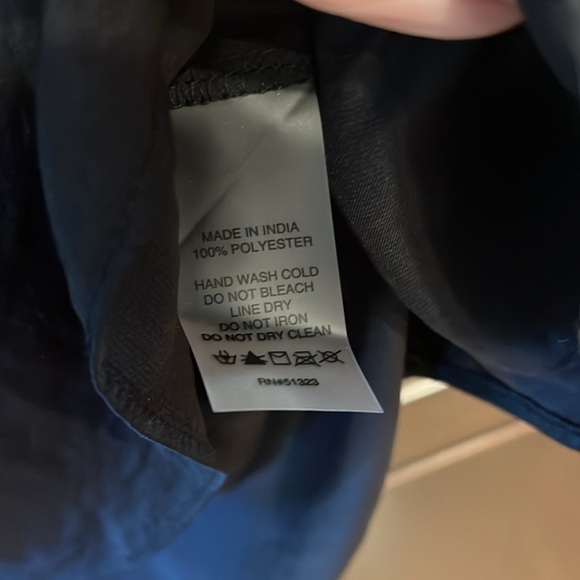 MADE IN INDIA
100% POLYESTER
HAND WASH COLD
DO NOT BLEACH
LINE DRY
DO NOT IRON
DO NOT DRY CLEAN
RN#51323